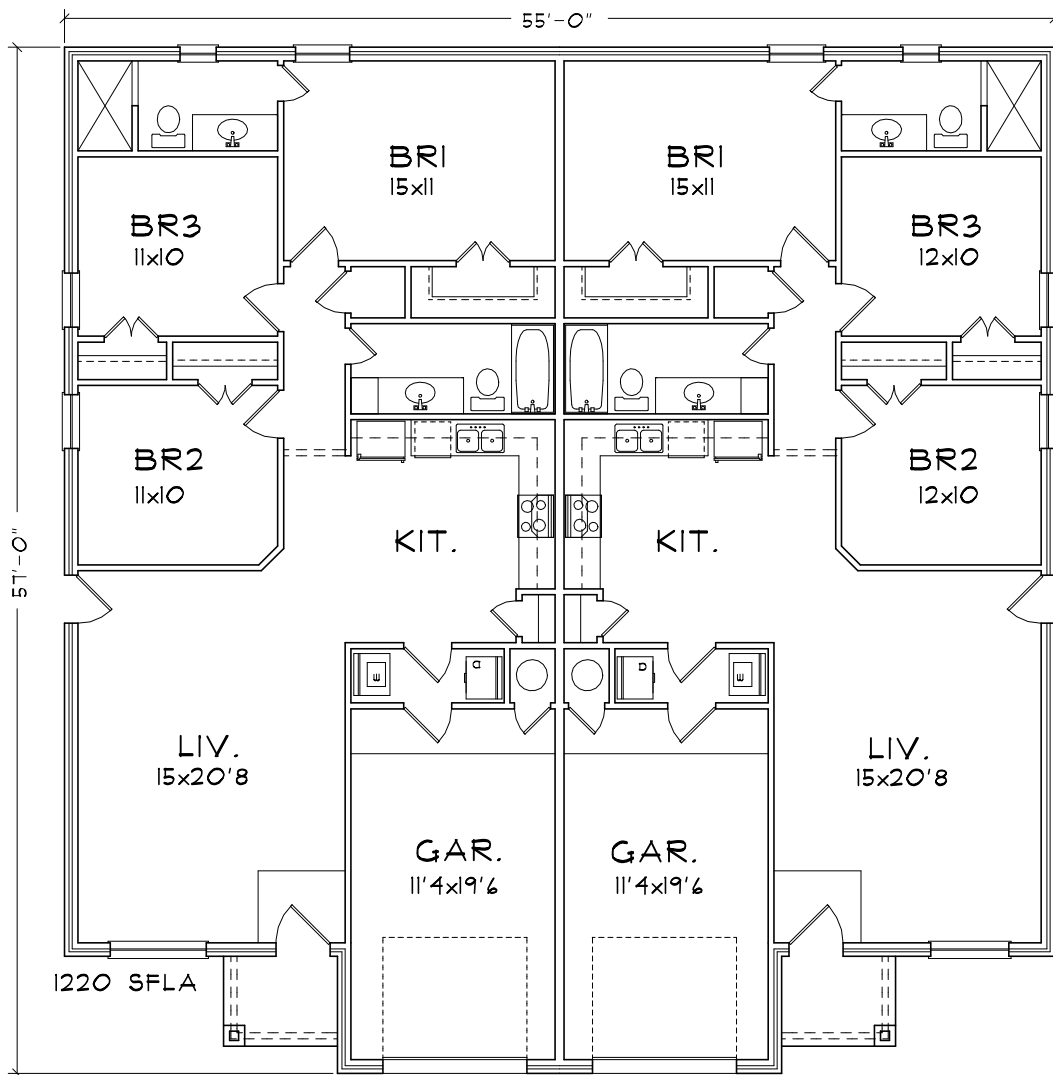 55'-0"
BR1
15x11
BR1
15x11
BR3
11x10
BR3
12x10
BR2
11x10
BR2
12x10
KIT.
KIT.
57'-0"
W
D
D
W
LIV.
15x20'8
LIV.
15x20'8
GAR.
11'4x19'6
GAR.
11'4x19'6
1220 SFLA